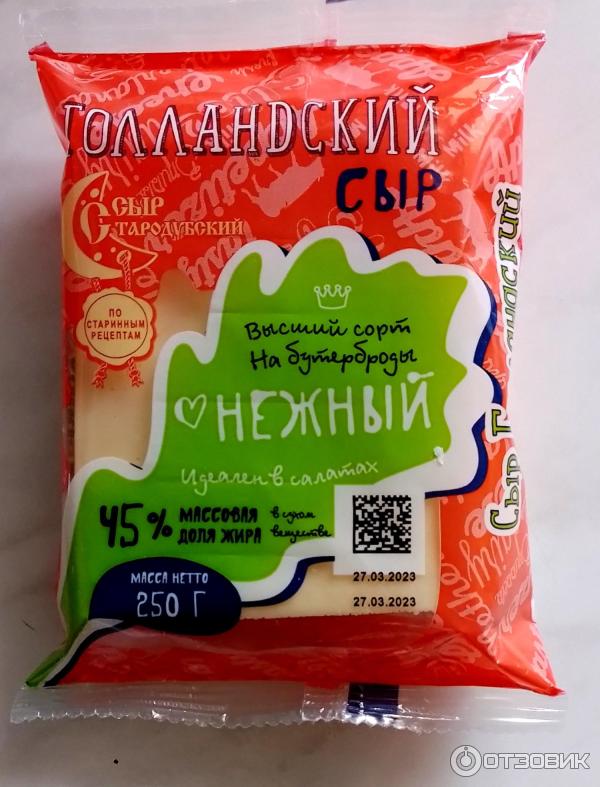 ГОЛЛАНДСКИЙ
СЫР
СЫР
СТАРОДУБСКИЙ
ПО
СТАРИННЫМ
РЕЦЕПТАМ
Высший сорт
На бутерброды
НЕЖНЫЙ
Идеален в салатах
45% МАССОВАЯ ДОЛЯ ЖИРА в сухом веществе
МАССА НЕТТО
250 Г
27.03.2023
27.03.2023
Сыр
ОТЗОВИК